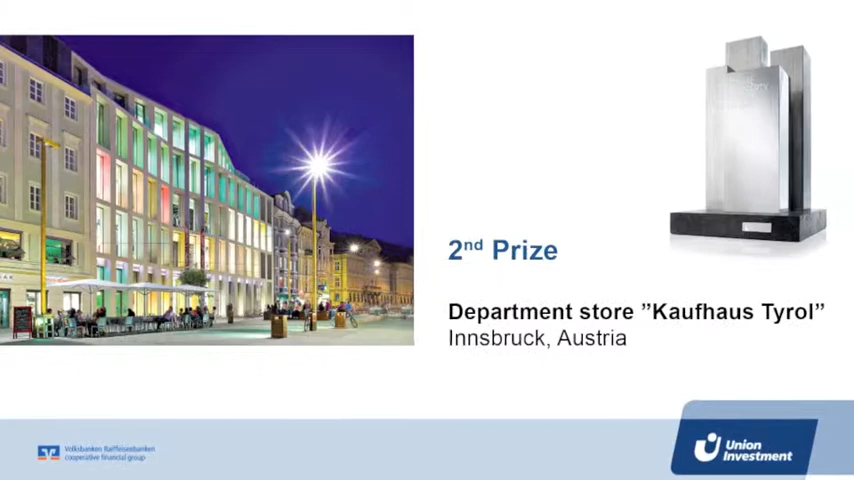 2nd Prize
Department store ”Kaufhaus Tyrol”
Innsbruck, Austria
Volksbanken Raiffeisenbanken
cooperative financial group
Union
Investment